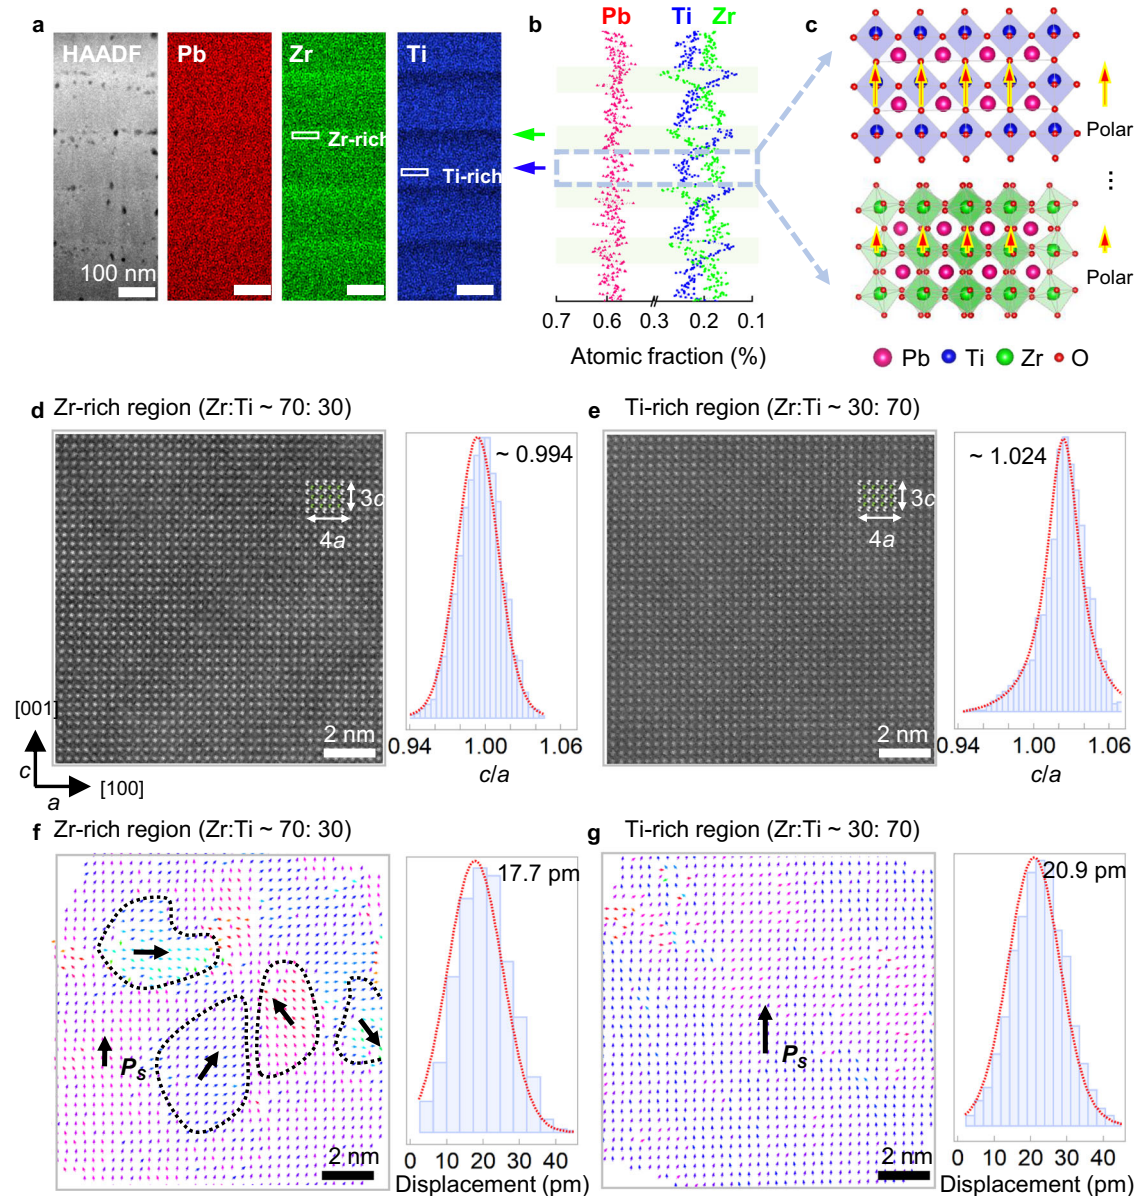 a
HAADF
Pb
Zr
Ti
Zr-rich
Ti-rich
100 nm
b
Pb
Ti
Zr
0.7
0.6
0.3
0.2
0.1
Atomic fraction (%)
c
Polar
⋮
Polar
Pb
Ti
Zr
O
d Zr-rich region (Zr:Ti ~ 70: 30)
3c
4a
2 nm
[001]
c
a
[100]
~ 0.994
0.94
1.00
1.06
c/a
e Ti-rich region (Zr:Ti ~ 30: 70)
3c
4a
2 nm
~ 1.024
0.94
1.00
1.06
c/a
f Zr-rich region (Zr:Ti ~ 70: 30)
Ps
2 nm
17.7 pm
0 10 20 30 40
Displacement (pm)
g Ti-rich region (Zr:Ti ~ 30: 70)
Ps
2 nm
20.9 pm
0 10 20 30 40
Displacement (pm)